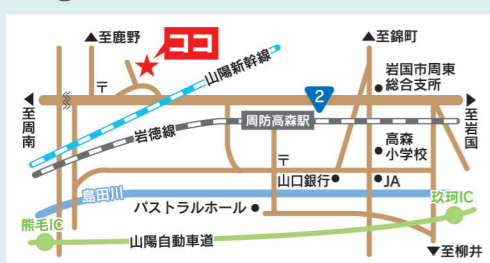 ▲至鹿野
ココ
▲至錦町
〒
山陽新幹線
岩国市周東
総合支所
2
◀至周南
周防高森駅
▶至岩国
岩徳線
高森
小学校
〒
山口銀行
JA
島田川
パストラルホール
玖珂IC
熊毛IC
山陽自動車道
▼至柳井